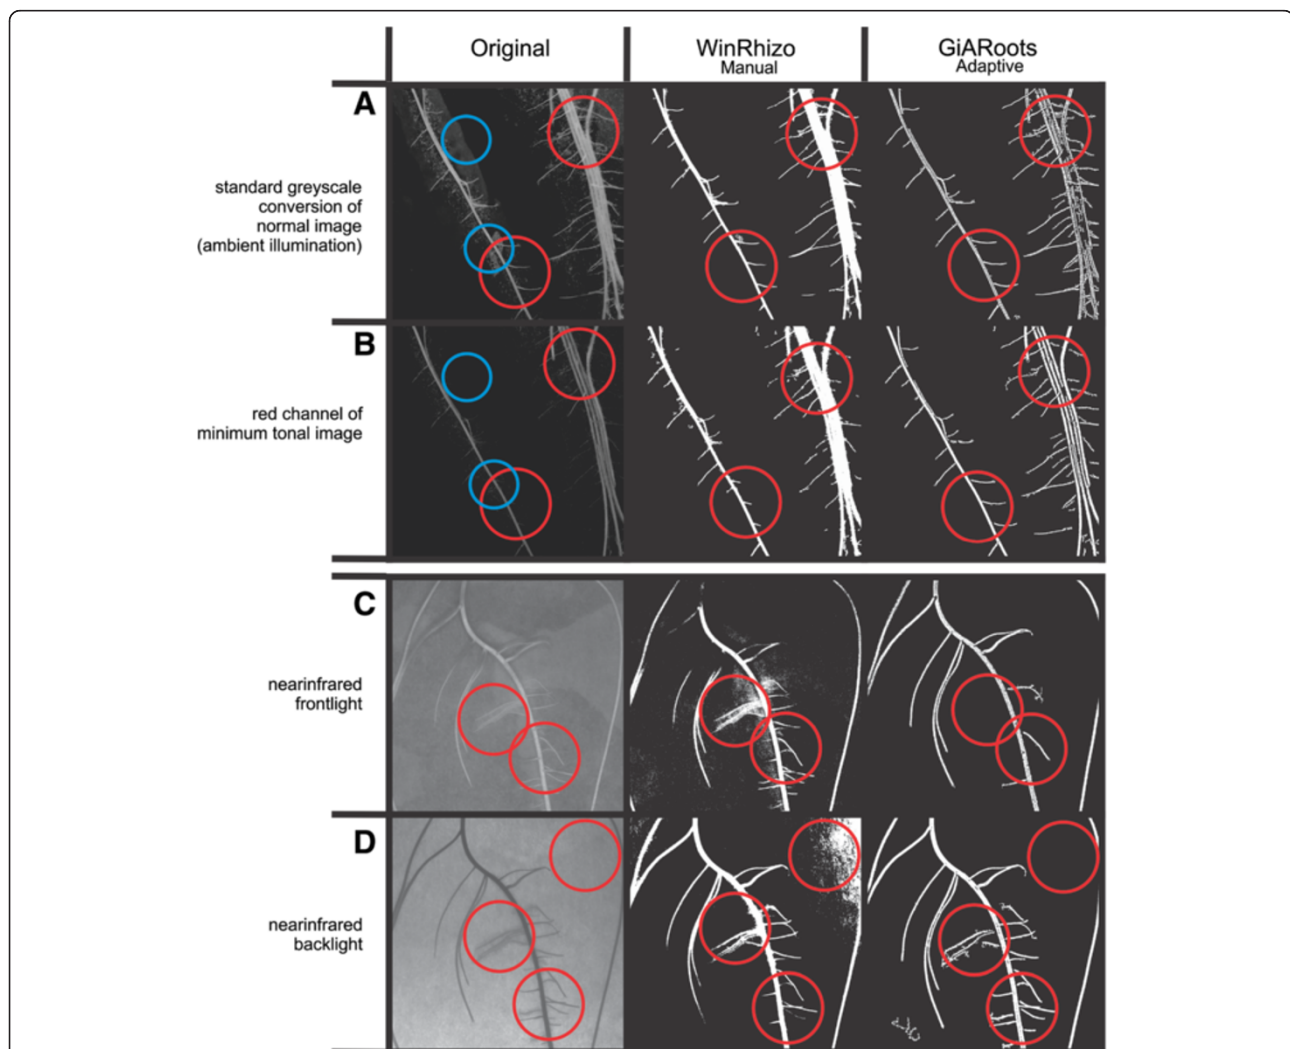 Original
WinRhizo
Manual
GiARoots
Adaptive
A
standard greyscale
conversion of
normal image
(ambient illumination)
B
red channel of
minimum tonal image
C
nearinfrared
frontlight
D
nearinfrared
backlight